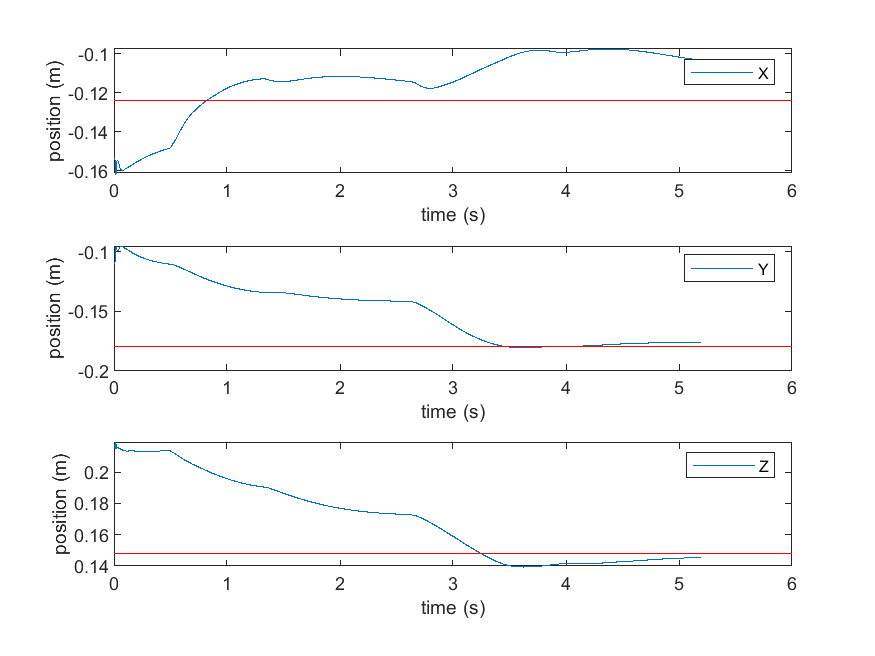 -0.1
-0.12
-0.14
-0.16
position (m)
X
0 1 2 3 4 5 6
time (s)
-0.1
-0.15
-0.2
position (m)
Y
0 1 2 3 4 5 6
time (s)
0.2
0.18
0.16
0.14
position (m)
Z
0 1 2 3 4 5 6
time (s)